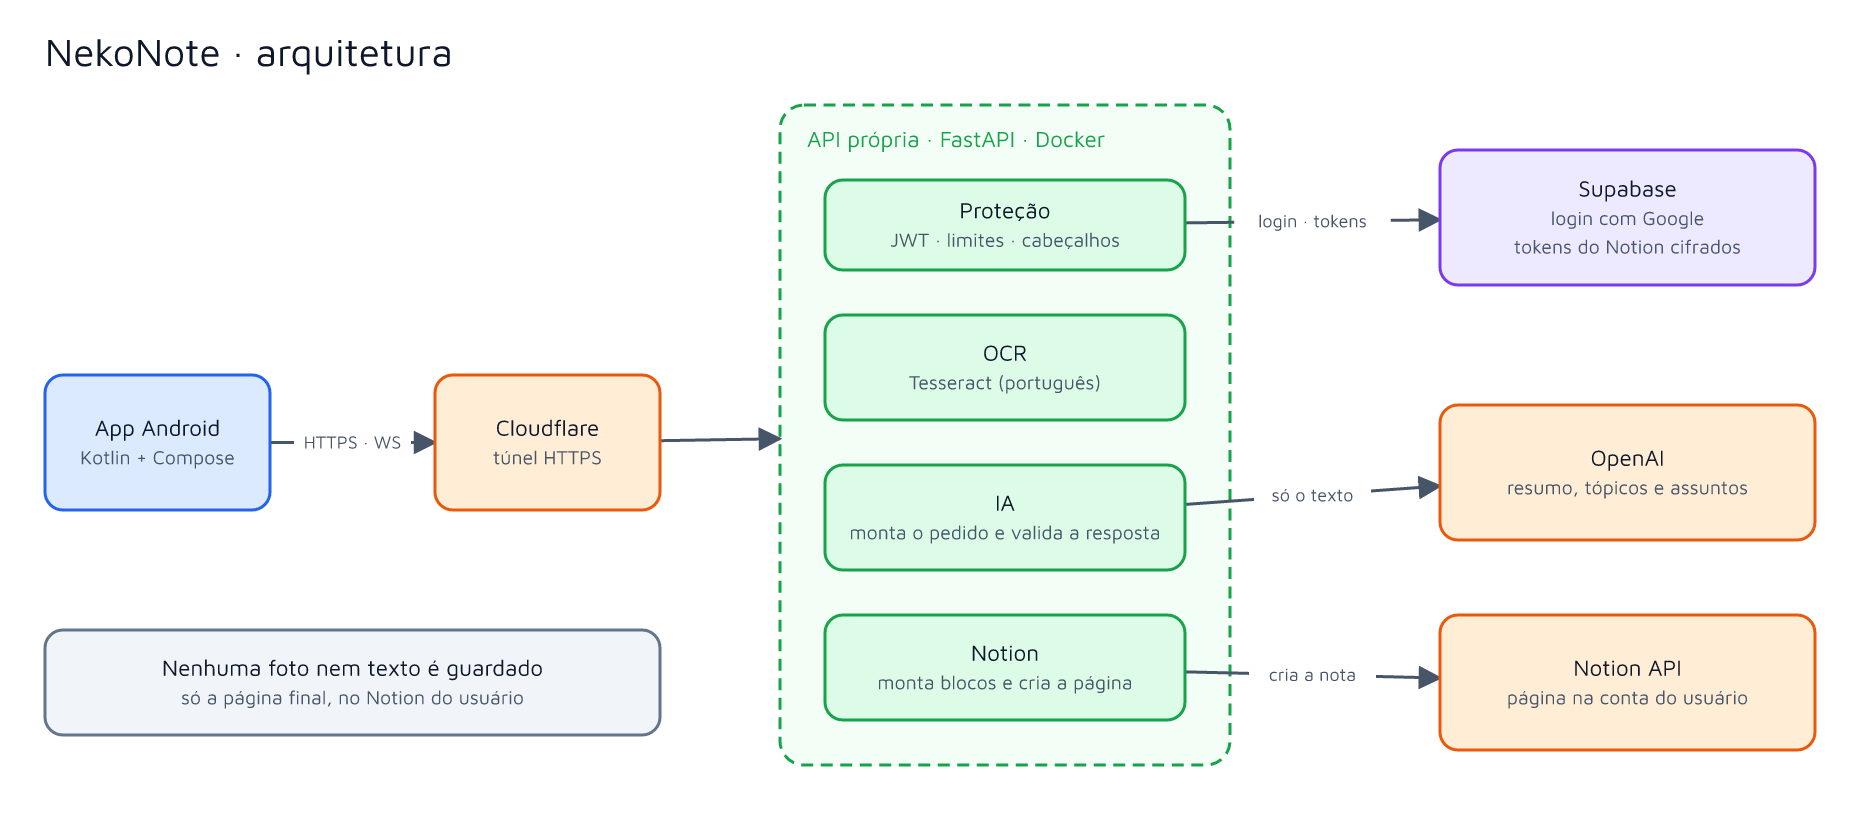 NekoNote · arquitetura
API própria · FastAPI · Docker
Proteção
JWT · limites · cabeçalhos
login · tokens
Supabase
login com Google
tokens do Notion cifrados
OCR
Tesseract (português)
App Android
Kotlin + Compose
HTTPS · WS
Cloudflare
túnel HTTPS
IA
monta o pedido e valida a resposta
só o texto
OpenAI
resumo, tópicos e assuntos
Nenhuma foto nem texto é guardado
só a página final, no Notion do usuário
Notion
monta blocos e cria a página
cria a nota
Notion API
página na conta do usuário